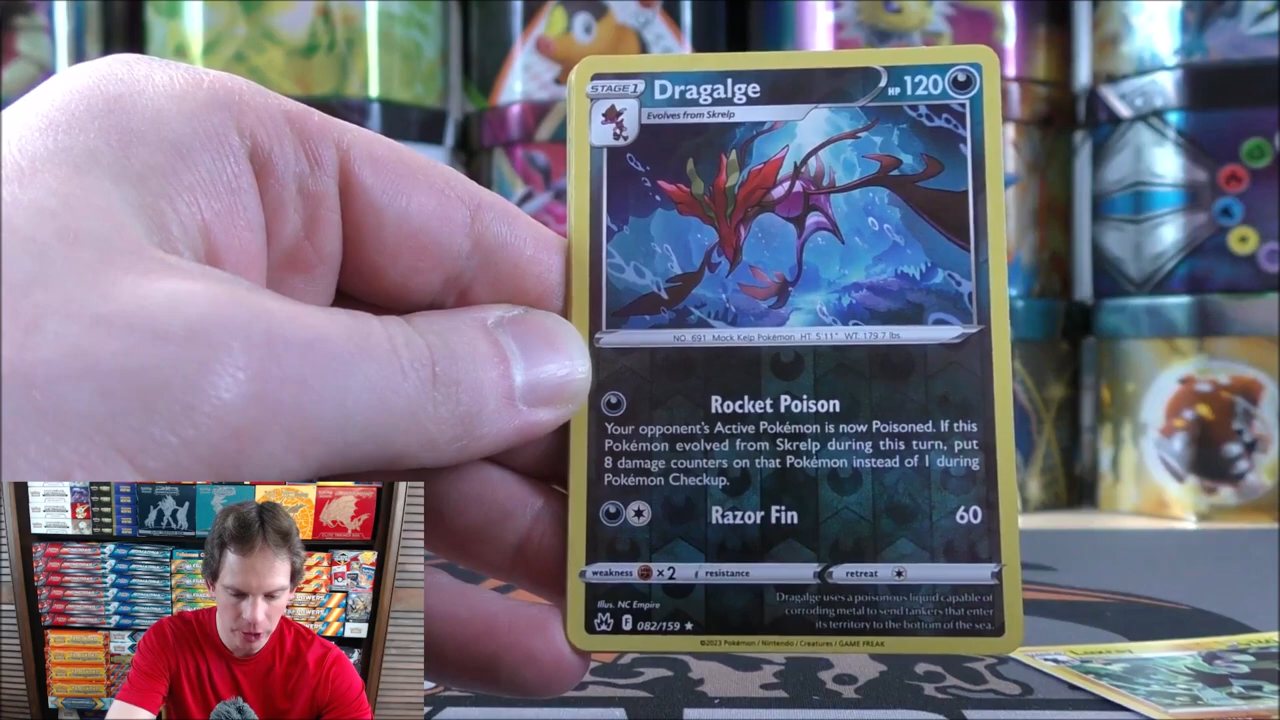 STAGE 1
Dragalge
HP 120
Evolves from Skrelp
NO. 691 Mock Kelp Pokémon HT: 5'11" WT: 179.7 lbs.
Rocket Poison
Your opponent's Active Pokémon is now Poisoned. If this
Pokémon evolved from Skrelp during this turn, put
8 damage counters on that Pokémon instead of 1 during
Pokémon Checkup.
Razor Fin 60
weakness ×2 resistance retreat
Dragalge uses a poisonous liquid capable of
corroding metal to send tankers that enter
its territory to the bottom of the sea.
Illus. NC Empire
F 082/159 ★
©2023 Pokémon / Nintendo / Creatures / GAME FREAK